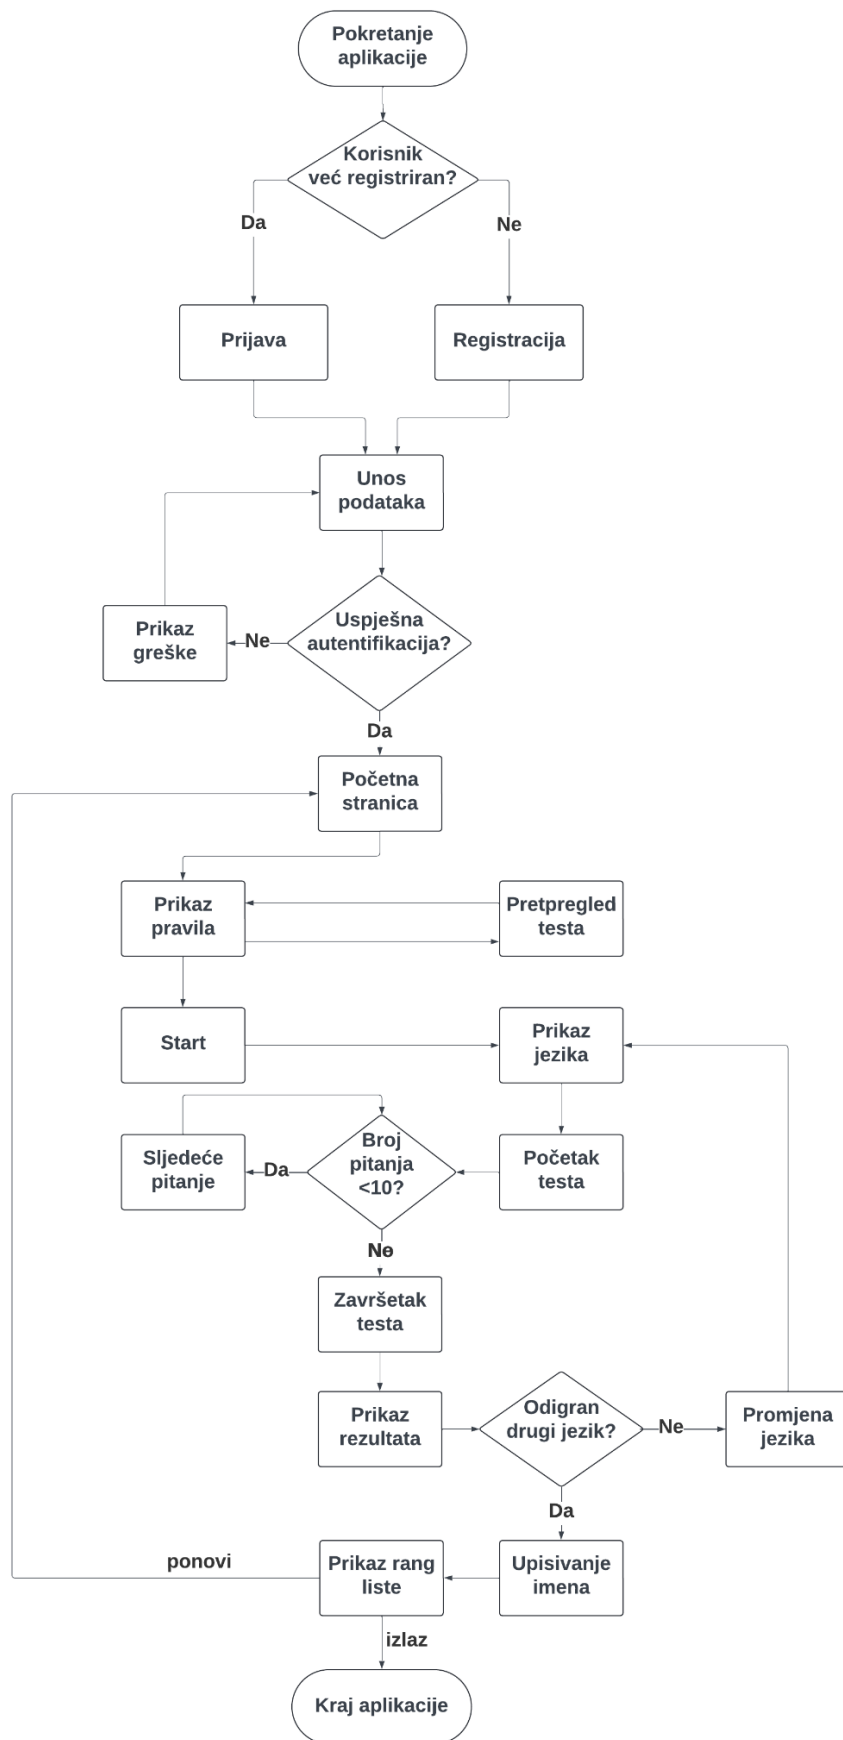 Pokretanje
aplikacije
Korisnik
već registriran?
Da
Ne
Prijava
Registracija
Unos
podataka
Prikaz
greške
Ne
Uspješna
autentifikacija?
Da
Početna
stranica
Prikaz
pravila
Pretpregled
testa
Start
Prikaz
jezika
Sljedeće
pitanje
Da
Broj
pitanja
<10?
Početak
testa
Ne
Završetak
testa
Prikaz
rezultata
Odigran
drugi jezik?
Ne
Promjena
jezika
Da
ponovi
Prikaz rang
liste
Upisivanje
imena
izlaz
Kraj aplikacije